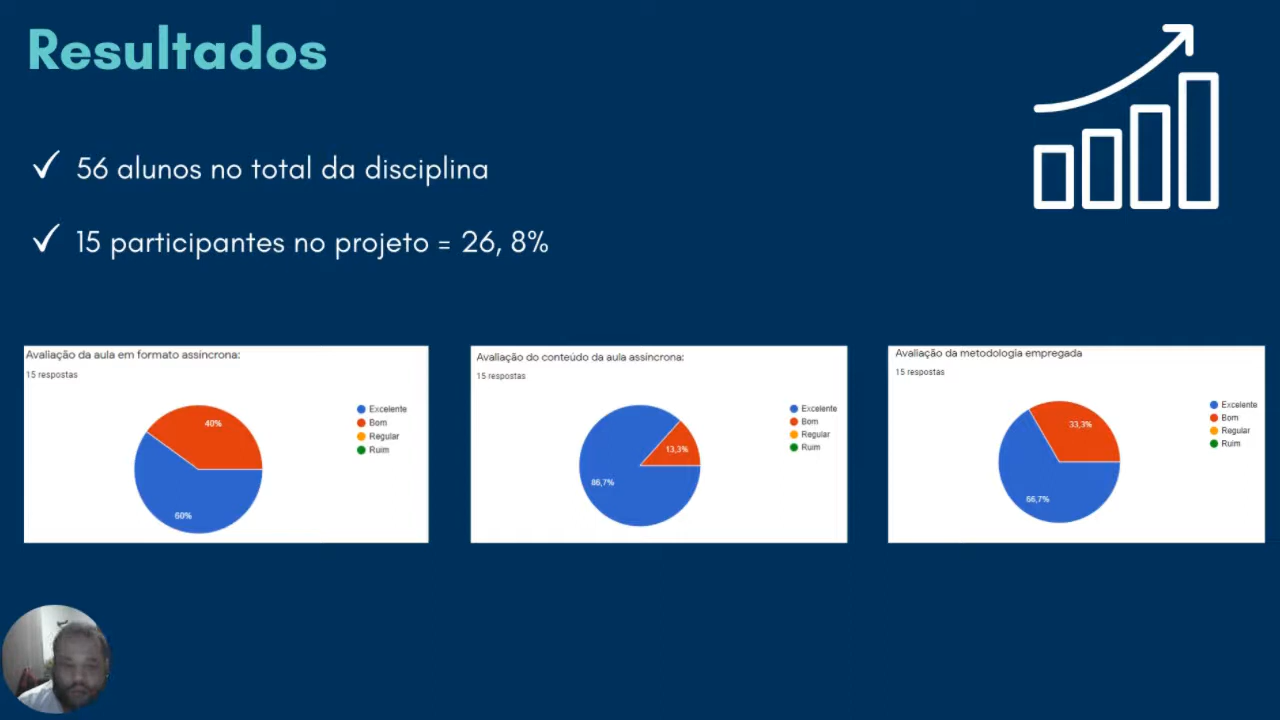 Resultados
✓ 56 alunos no total da disciplina
✓ 15 participantes no projeto = 26, 8%
Avaliação da aula em formato assíncrona:
15 respostas
Excelente
Bom
Regular
Ruim
40%
60%
Avaliação do conteúdo da aula assíncrona:
15 respostas
Excelente
Bom
Regular
Ruim
13,3%
86,7%
Avaliação da metodologia empregada
15 respostas
Excelente
Bom
Regular
Ruim
33,3%
66,7%